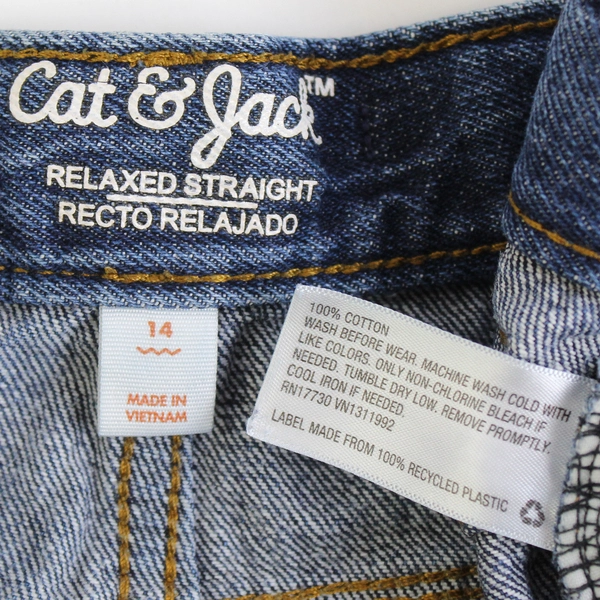 Cat & Jack™
RELAXED STRAIGHT
RECTO RELAJADO
14
MADE IN
VIETNAM
100% COTTON
WASH BEFORE WEAR. MACHINE WASH COLD WITH
LIKE COLORS. ONLY NON-CHLORINE BLEACH IF
NEEDED. TUMBLE DRY LOW. REMOVE PROMPTLY.
COOL IRON IF NEEDED.
RN17730 VN1311992
LABEL MADE FROM 100% RECYCLED PLASTIC